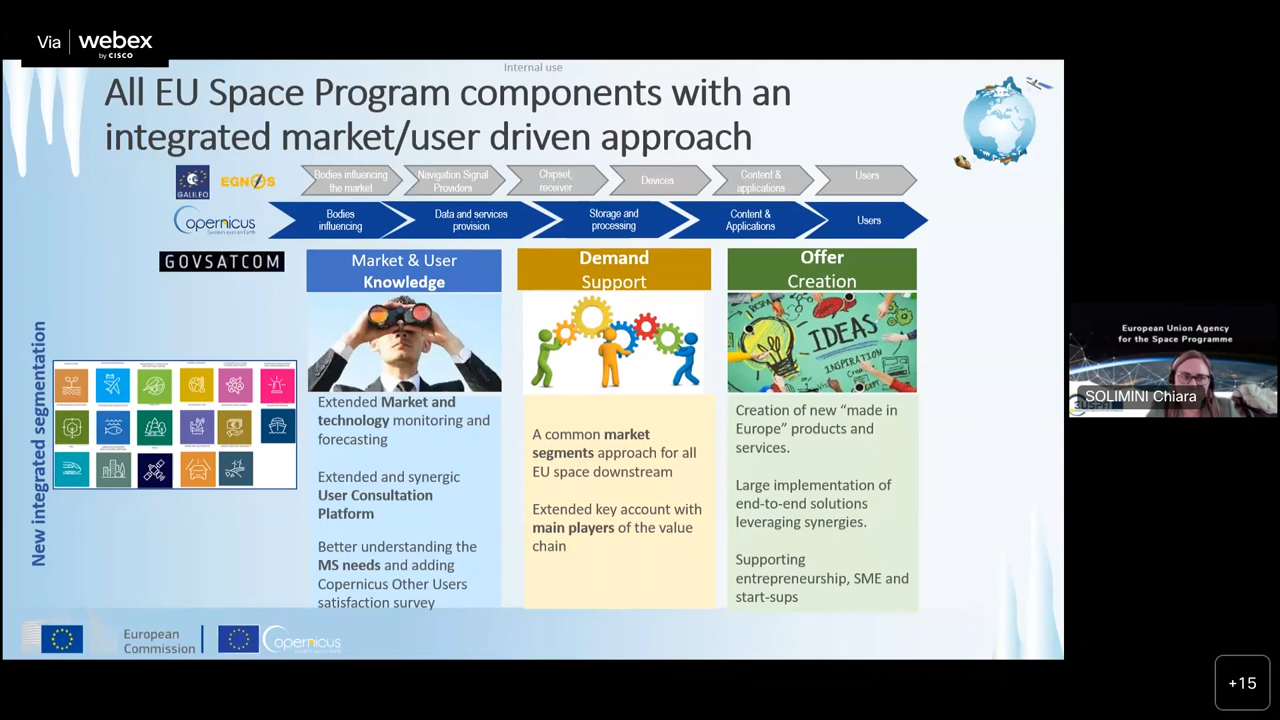 Via webex
by CISCO
Internal use
All EU Space Program components with an
integrated market/user driven approach
GALILEO
EGNOS
Bodies influencing
the market
Navigation Signal
Providers
Chipset,
receiver
Devices
Content &
applications
Users
opernicus
Europe's eyes on Earth
Bodies
influencing
Data and services
provision
Storage and
processing
Content &
Applications
Users
GOVSATCOM
New integrated segmentation
Market & User
Knowledge
Extended Market and
technology monitoring and
forecasting
Extended and synergic
User Consultation
Platform
Better understanding the
MS needs and adding
Copernicus Other Users
satisfaction survey
Demand
Support
A common market
segments approach for all
EU space downstream
Extended key account with
main players of the value
chain
Offer
Creation
IDEAS
INSPIRATION
Creation of new “made in
Europe” products and
services.
Large implementation of
end-to-end solutions
leveraging synergies.
Supporting
entrepreneurship, SME and
start-sups
European
Commission
opernicus
European Union Agency
for the Space Programme
SOLIMINI Chiara
+15